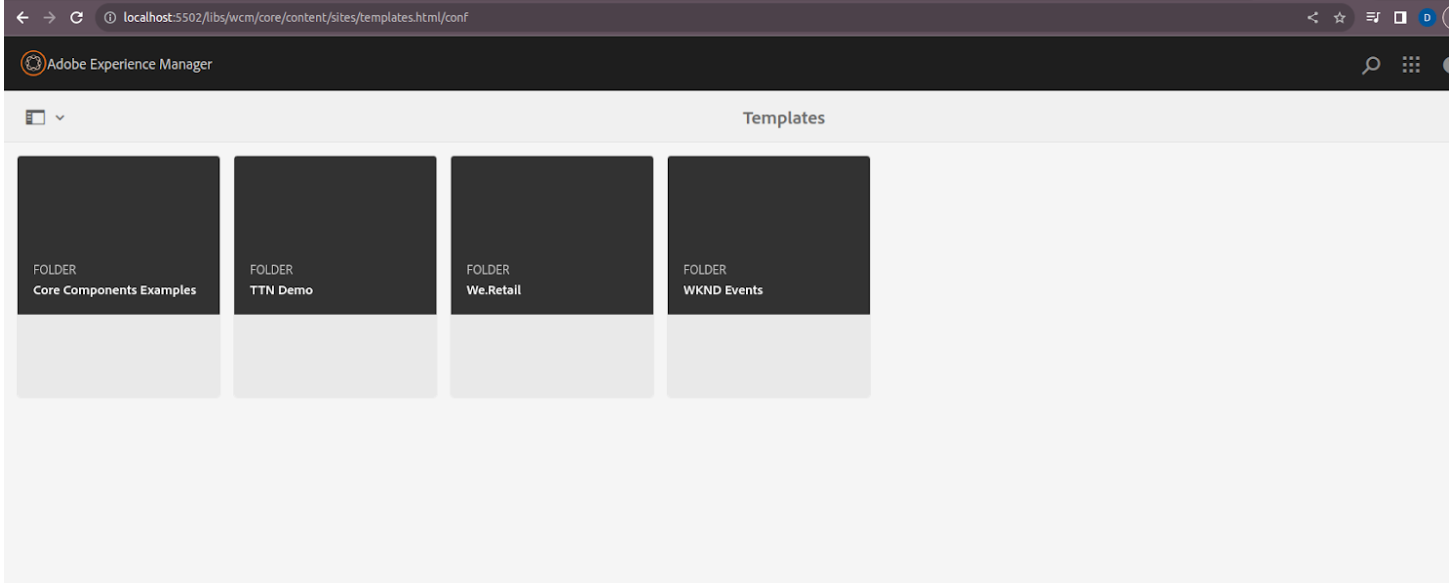 localhost:5502/libs/wcm/core/content/sites/templates.html/conf
D
Adobe Experience Manager
Templates
FOLDER
Core Components Examples
FOLDER
TTN Demo
FOLDER
We.Retail
FOLDER
WKND Events